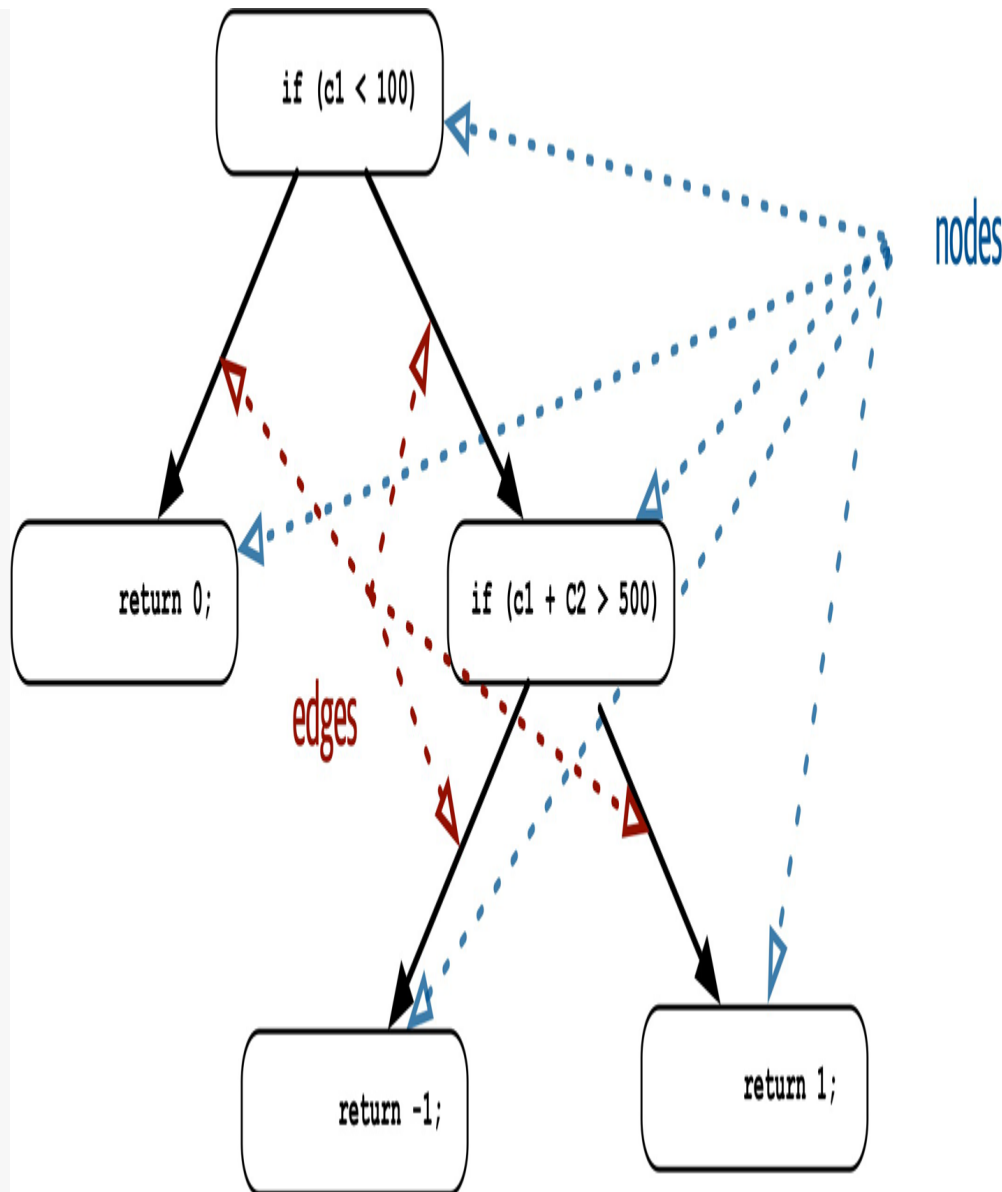 if (c1 < 100)
nodes
return 0;
if (c1 + C2 > 500)
edges
return -1;
return 1;